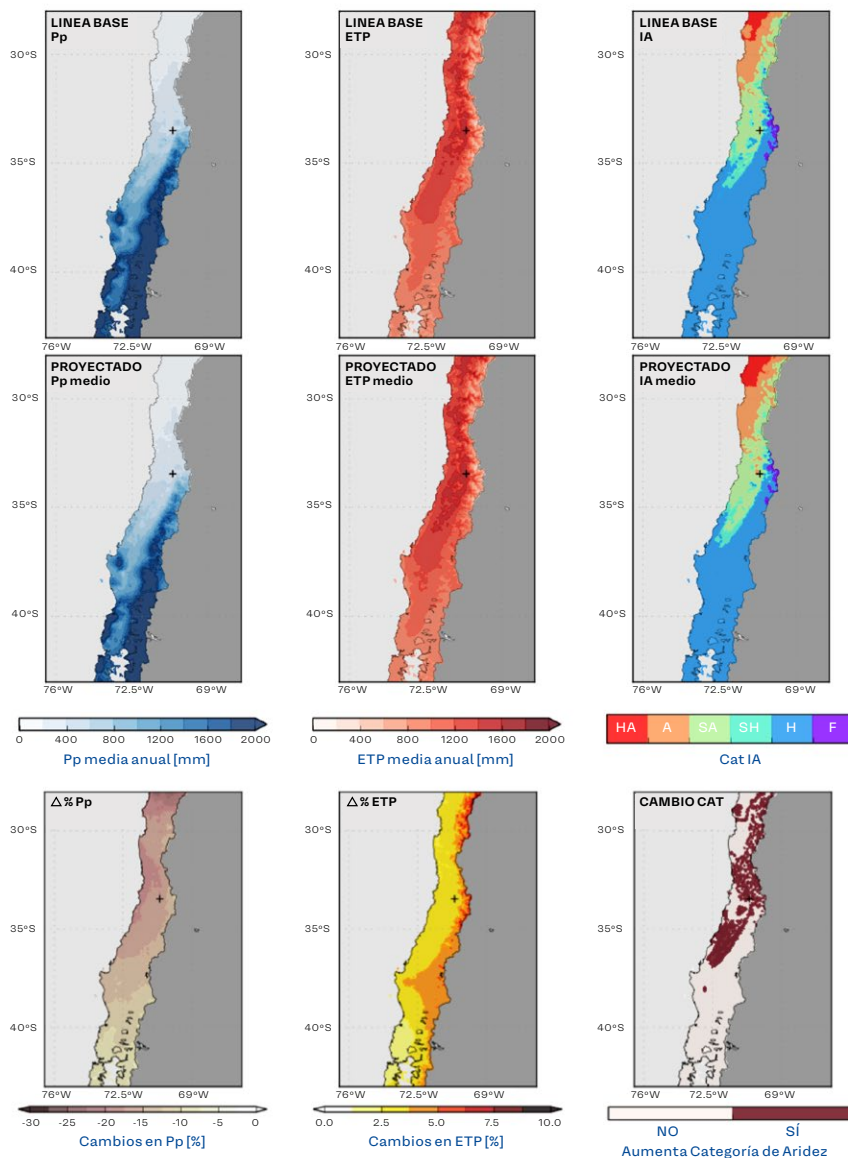 LINEA BASE
Pp
30°S
35°S
40°S
76°W 72.5°W 69°W
LINEA BASE
ETP
30°S
35°S
40°S
76°W 72.5°W 69°W
LINEA BASE
IA
30°S
35°S
40°S
76°W 72.5°W 69°W
PROYECTADO
Pp medio
30°S
35°S
40°S
76°W 72.5°W 69°W
PROYECTADO
ETP medio
30°S
35°S
40°S
76°W 72.5°W 69°W
PROYECTADO
IA medio
30°S
35°S
40°S
76°W 72.5°W 69°W
0 400 800 1200 1600 2000
Pp media anual [mm]
0 400 800 1200 1600 2000
ETP media anual [mm]
HA A SA SH H F
Cat IA
△% Pp
30°S
35°S
40°S
76°W 72.5°W 69°W
-30 -25 -20 -15 -10 -5 0
Cambios en Pp [%]
△% ETP
30°S
35°S
40°S
76°W 72.5°W 69°W
0.0 2.5 5.0 7.5 10.0
Cambios en ETP [%]
CAMBIO CAT
30°S
35°S
40°S
76°W 72.5°W 69°W
NO SÍ
Aumenta Categoría de Aridez